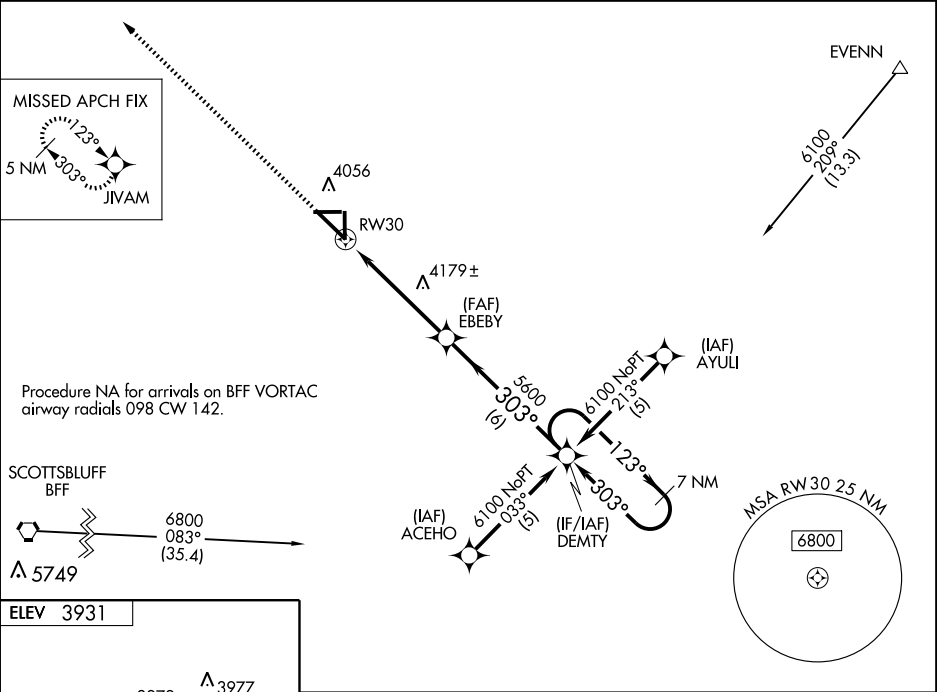 EVENN
6100
209°
(13.3)
MISSED APCH FIX
123°
5 NM
303°
JIVAM
4056
RW30
4179±
(FAF)
EBEBY
(IAF)
AYULI
6100 NoPT
213°
(5)
5600
303°
(6)
Procedure NA for arrivals on BFF VORTAC
airway radials 098 CW 142.
123°
7 NM
303°
SCOTTSBLUFF
BFF
6800
083°
(35.4)
5749
(IAF)
ACEHO
6100 NoPT
033°
(5)
(IF/IAF)
DEMTY
MSA RW30 25 NM
6800
ELEV 3931
3977